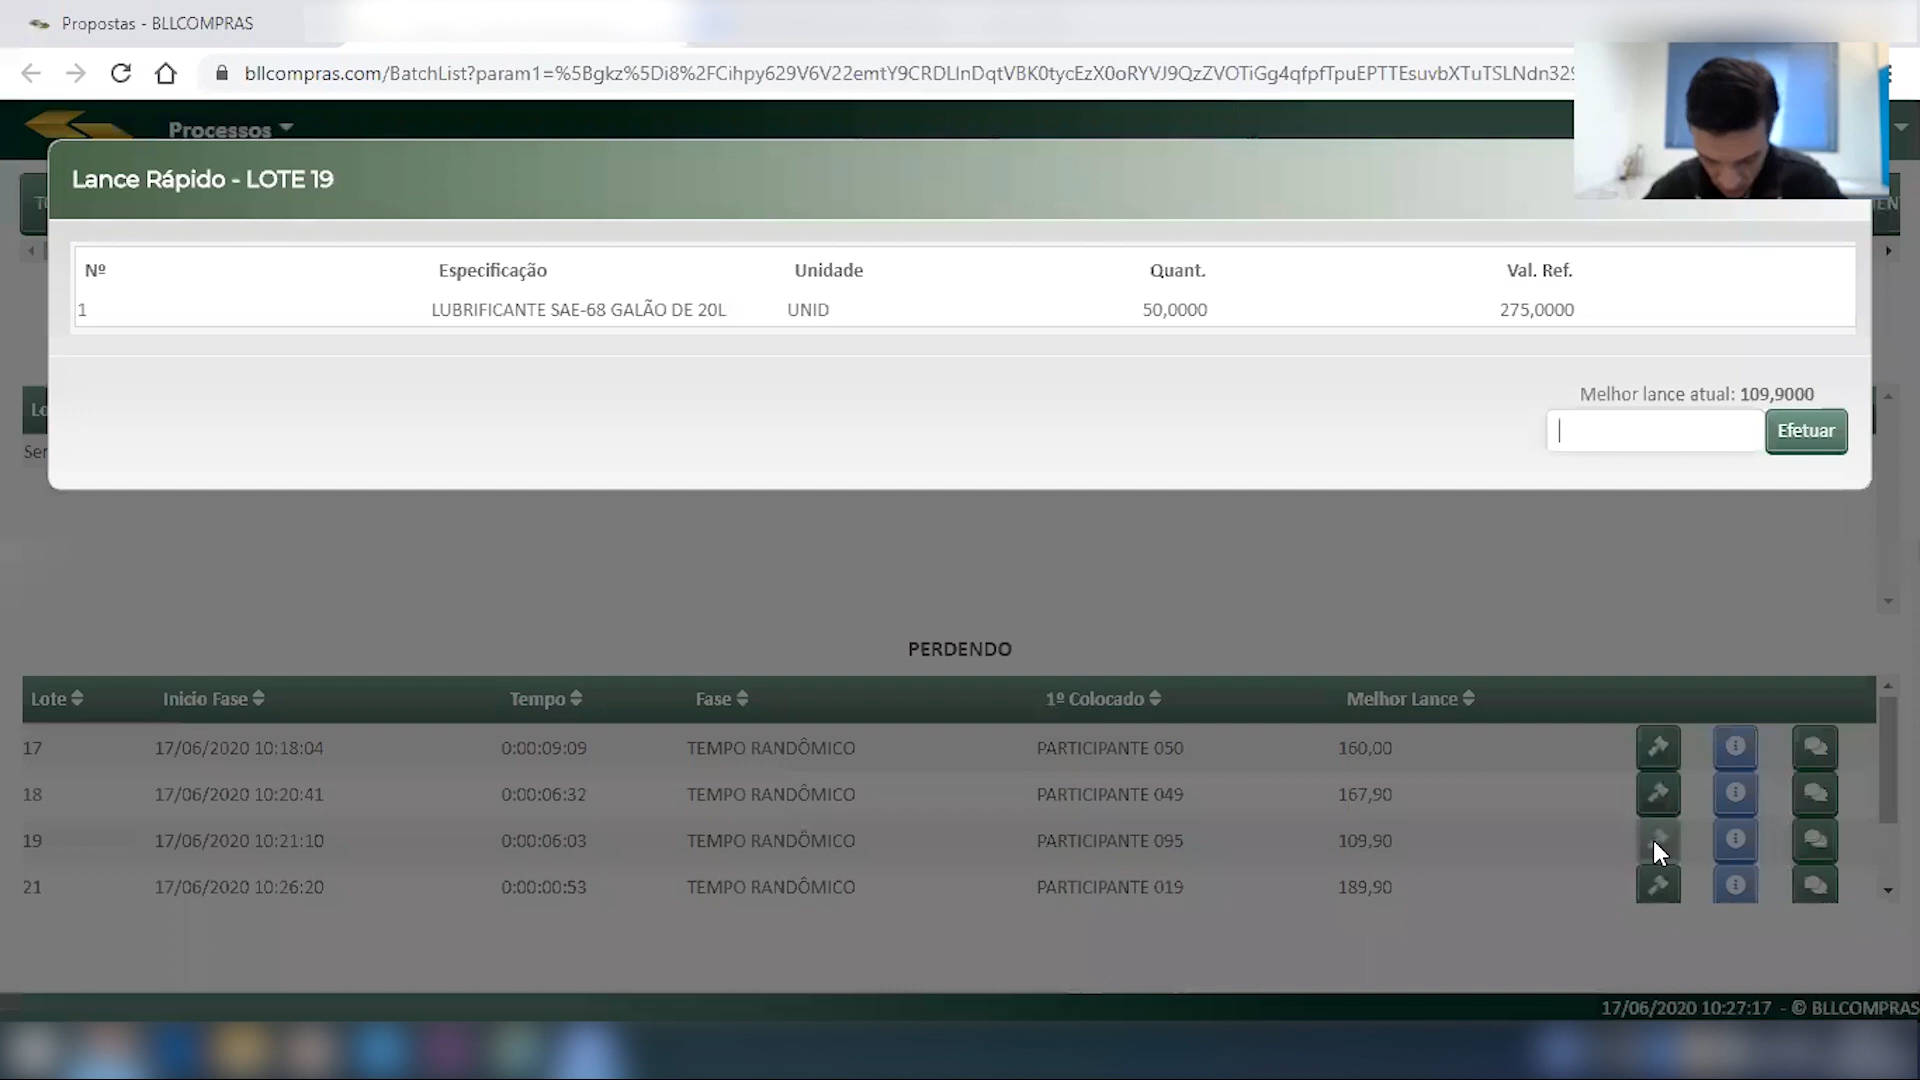 Propostas - BLLCOMPRAS
bllcompras.com/BatchList?param1=%5Bgkz%5Di8%2FCihpy629V6V22emtY9CRDLlnDqtVBK0tycEzX0oRYVJ9QzZVOTiGg4qfpfTpuEPTTEsuvbXTuTSLNdn329
Processos
Lance Rápido - LOTE 19
Nº Especificação Unidade Quant. Val. Ref.
1 LUBRIFICANTE SAE-68 GALÃO DE 20L UNID 50,0000 275,0000
Melhor lance atual: 109,9000
Efetuar
PERDENDO
Lote Inicio Fase Tempo Fase 1º Colocado Melhor Lance
17 17/06/2020 10:18:04 0:00:09:09 TEMPO RANDÔMICO PARTICIPANTE 050 160,00
18 17/06/2020 10:20:41 0:00:06:32 TEMPO RANDÔMICO PARTICIPANTE 049 167,90
19 17/06/2020 10:21:10 0:00:06:03 TEMPO RANDÔMICO PARTICIPANTE 095 109,90
21 17/06/2020 10:26:20 0:00:00:53 TEMPO RANDÔMICO PARTICIPANTE 019 189,90
17/06/2020 10:27:17 - © BLLCOMPRAS